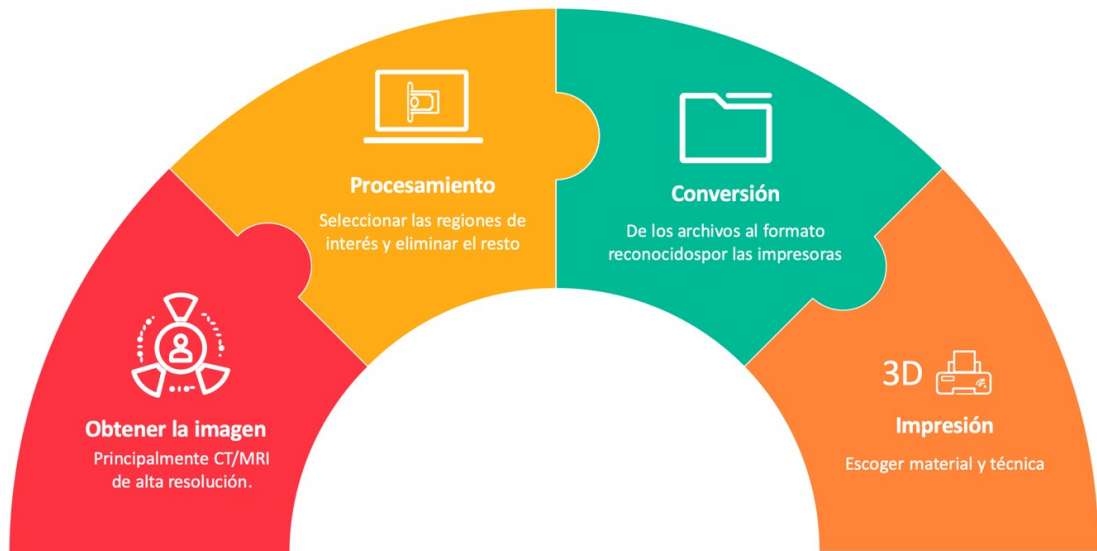 Obtener la imagen
Principalmente CT/MRI
de alta resolución.
Procesamiento
Seleccionar las regiones de
interés y eliminar el resto
Conversión
De los archivos al formato
reconocidospor las impresoras
3D
Impresión
Escoger material y técnica